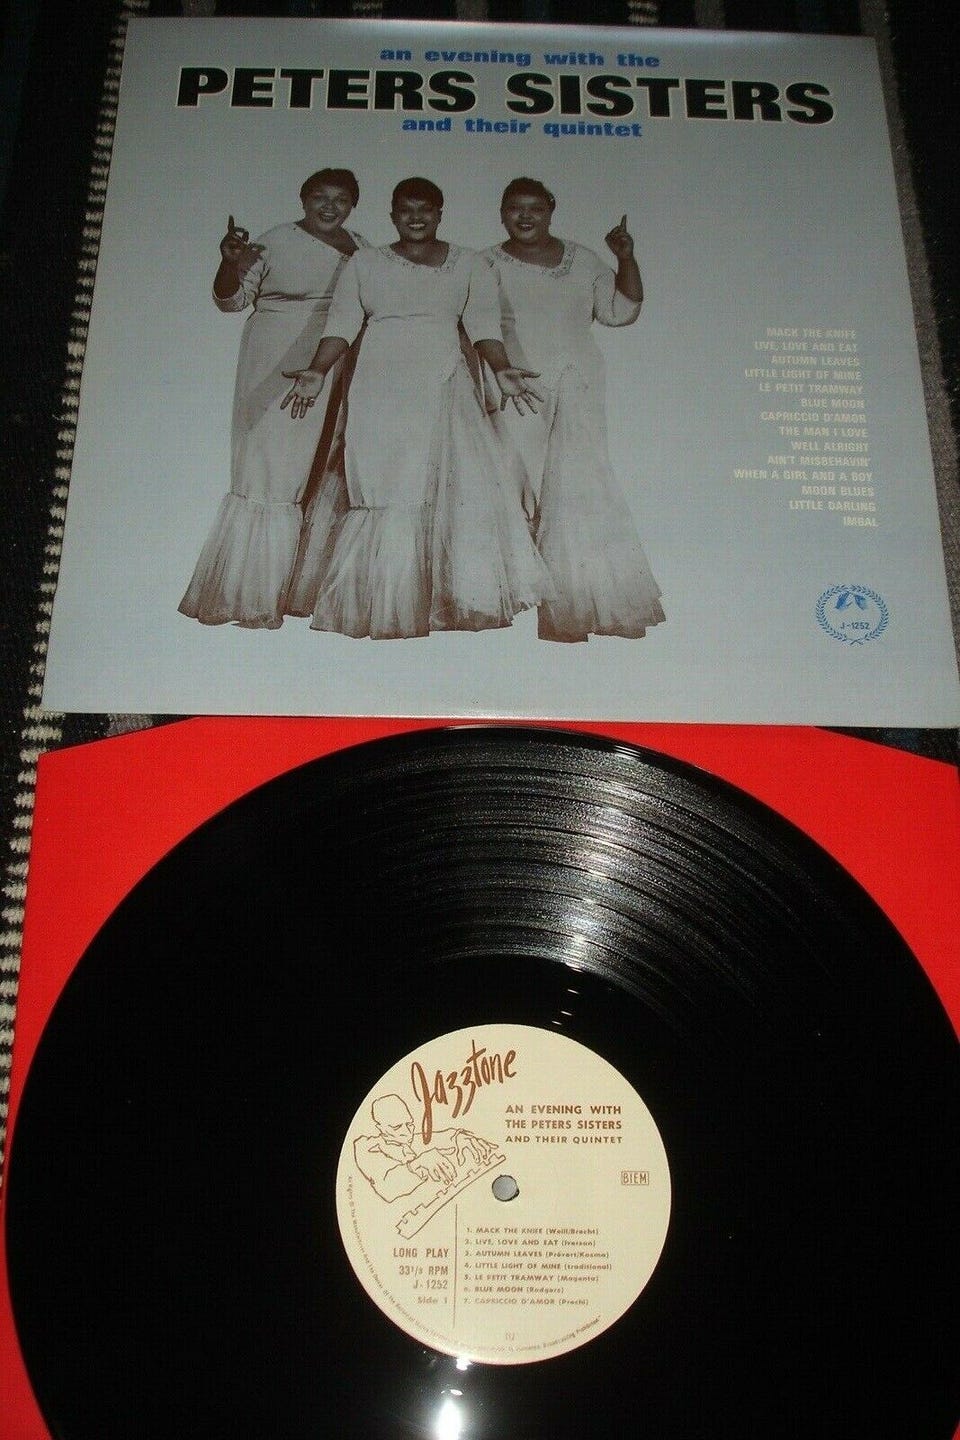 an evening with the
PETERS SISTERS
and their quintet
MACK THE KNIFE
LIVE, LOVE AND EAT
AUTUMN LEAVES
LITTLE LIGHT OF MINE
LE PETIT TRAMWAY
BLUE MOON
CAPRICCIO D'AMOR
THE MAN I LOVE
WELL ALRIGHT
AIN'T MISBEHAVIN'
WHEN A GIRL AND A BOY
MOON BLUES
LITTLE DARLING
IMBAL
J-1252
Jazztone
AN EVENING WITH
THE PETERS SISTERS
AND THEIR QUINTET
BIEM
1. MACK THE KNIFE (Weill/Brecht)
2. LIVE, LOVE AND EAT (Iverson)
3. AUTUMN LEAVES (Prévert/Kosma)
4. LITTLE LIGHT OF MINE (traditional)
5. LE PETIT TRAMWAY (Magenta)
6. BLUE MOON (Rodgers)
7. CAPRICCIO D'AMOR (Prechi)
LONG PLAY
33 1/3 RPM
J-1252
Side 1